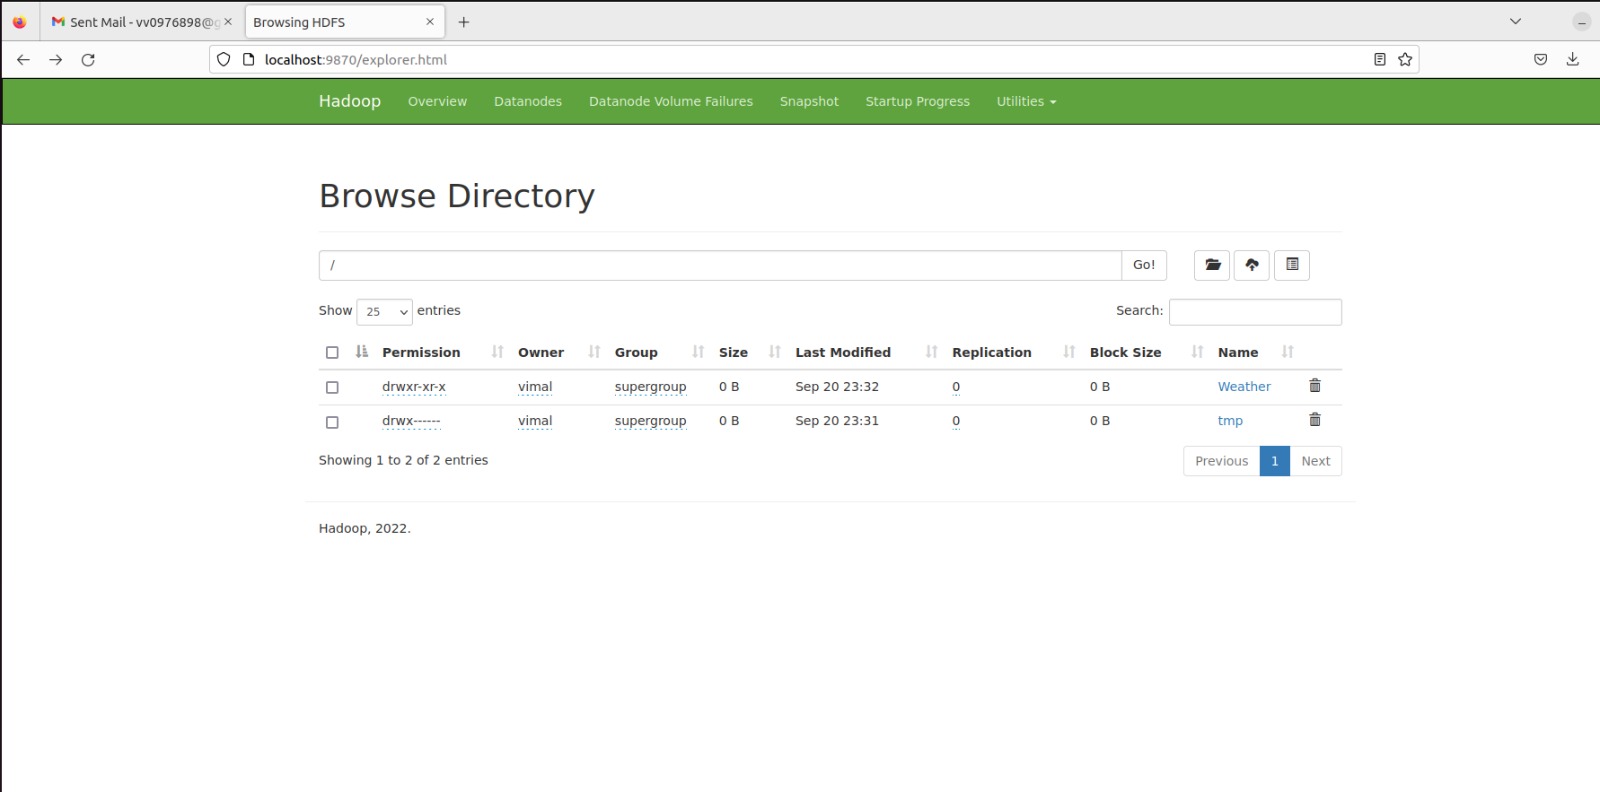 Sent Mail - vv0976898@g
Browsing HDFS
localhost:9870/explorer.html
Hadoop Overview Datanodes Datanode Volume Failures Snapshot Startup Progress Utilities
Browse Directory
/ Go!
Show 25 entries Search:
Permission Owner Group Size Last Modified Replication Block Size Name
drwxr-xr-x vimal supergroup 0 B Sep 20 23:32 0 0 B Weather
drwx------ vimal supergroup 0 B Sep 20 23:31 0 0 B tmp
Showing 1 to 2 of 2 entries Previous 1 Next
Hadoop, 2022.